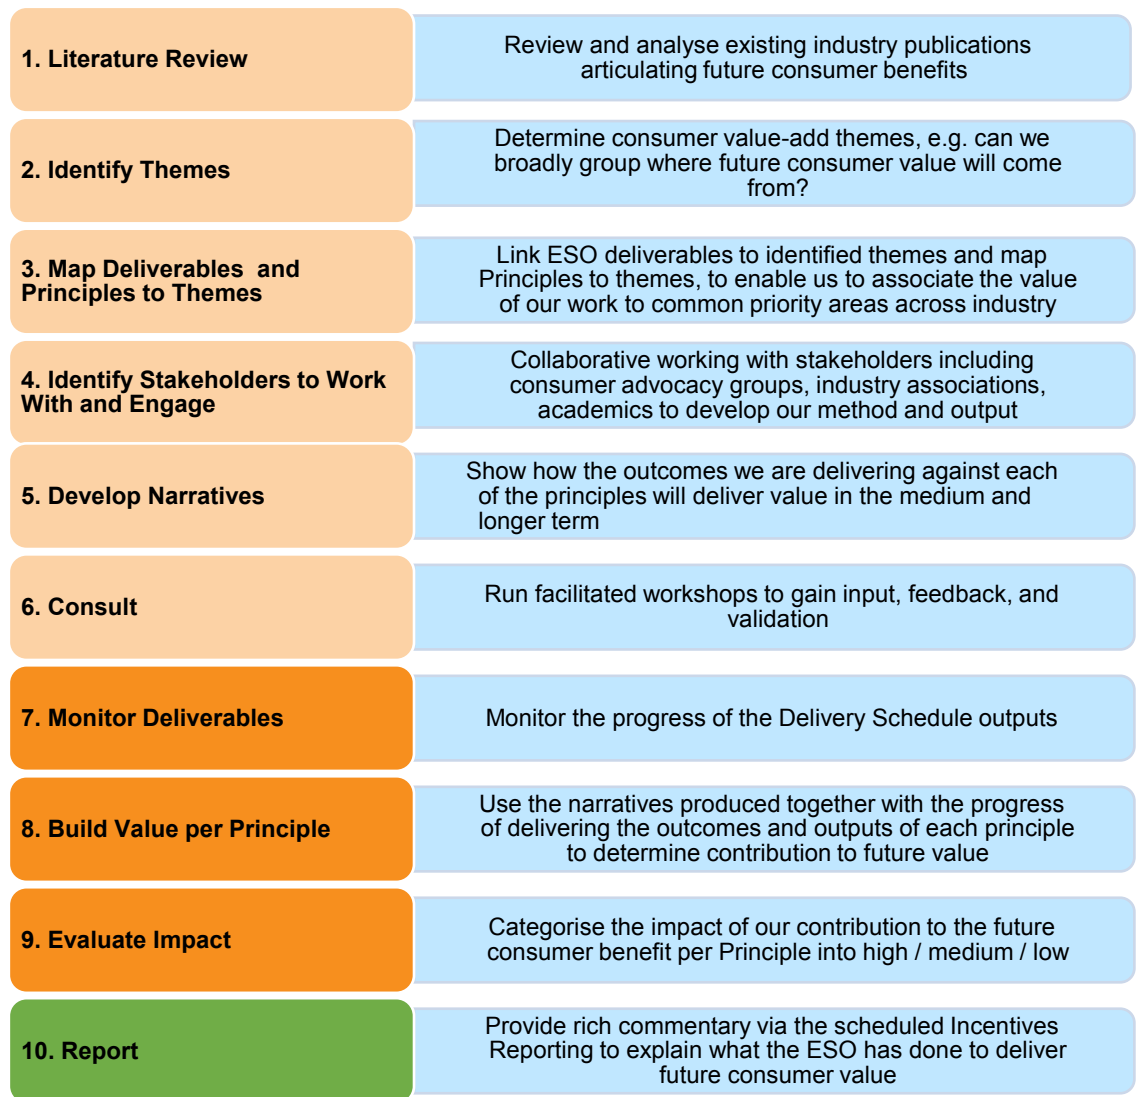 1. Literature Review
Review and analyse existing industry publications
articulating future consumer benefits
2. Identify Themes
Determine consumer value-add themes, e.g. can we
broadly group where future consumer value will come
from?
3. Map Deliverables  and
Principles to Themes
Link ESO deliverables to identified themes and map
Principles to themes, to enable us to associate the value
of our work to common priority areas across industry
4. Identify Stakeholders to Work
With and Engage
Collaborative working with stakeholders including
consumer advocacy groups, industry associations,
academics to develop our method and output
5. Develop Narratives
Show how the outcomes we are delivering against each
of the principles will deliver value in the medium and
longer term
6. Consult
Run facilitated workshops to gain input, feedback, and
validation
7. Monitor Deliverables
Monitor the progress of the Delivery Schedule outputs
8. Build Value per Principle
Use the narratives produced together with the progress
of delivering the outcomes and outputs of each principle
to determine contribution to future value
9. Evaluate Impact
Categorise the impact of our contribution to the future
consumer benefit per Principle into high / medium / low
10. Report
Provide rich commentary via the scheduled Incentives
Reporting to explain what the ESO has done to deliver
future consumer value